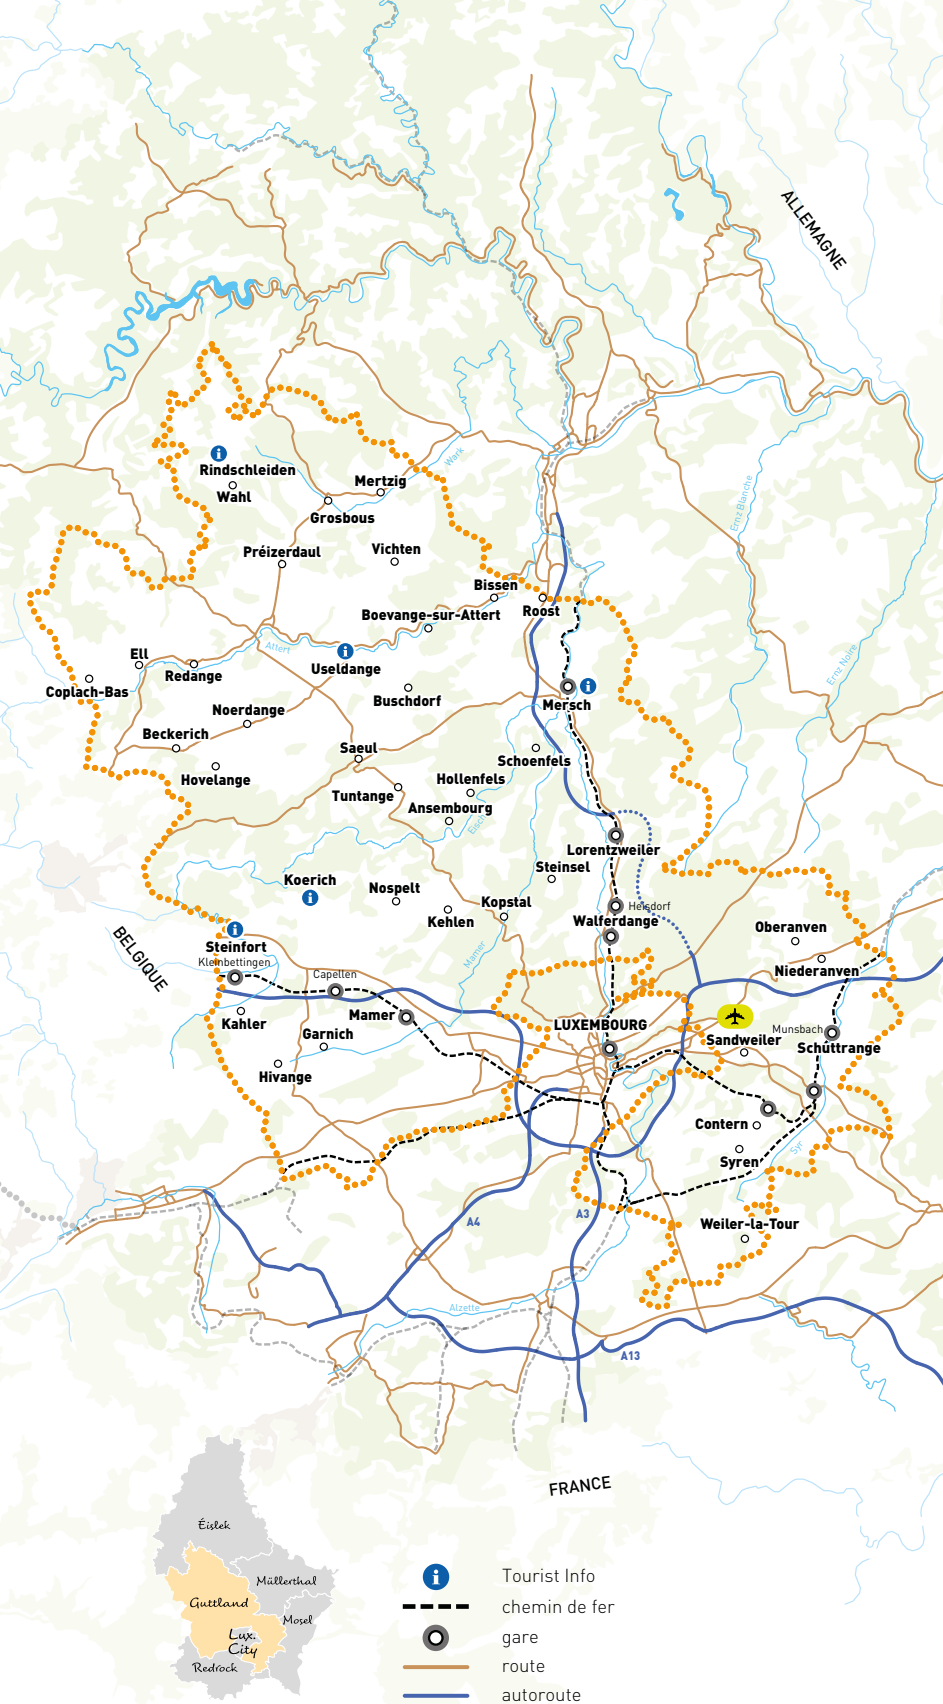 ALLEMAGNE
Wark
Rindschleiden
Wahl
Mertzig
Grosbous
Ernz Blanche
Préizerdaul
Vichten
Bissen
Boevange-sur-Attert
Roost
Attert
Ell
Redange
Useldange
Ernz Noire
Coplach-Bas
Buschdorf
Mersch
Noerdange
Beckerich
Saeul
Schoenfels
Hovelange
Hollenfels
Tuntange
Ansembourg
Eisch
Lorentzweiler
Steinsel
Koerich
Nospelt
Kopstal
Heisdorf
Kehlen
Walferdange
Oberanven
BELGIQUE
Steinfort
Kleinbettingen
Mamer
Niederanven
Capellen
Kahler
Mamer
LUXEMBOURG
Garnich
Sandweiler
Munsbach
Schuttrange
Hivange
Contern
Syren
Syr
A4
A3
Weiler-la-Tour
Alzette
A13
FRANCE
Éislek
Müllerthal
Guttland
Mosel
Lux.
City
Redrock
Tourist Info
chemin de fer
gare
route
autoroute